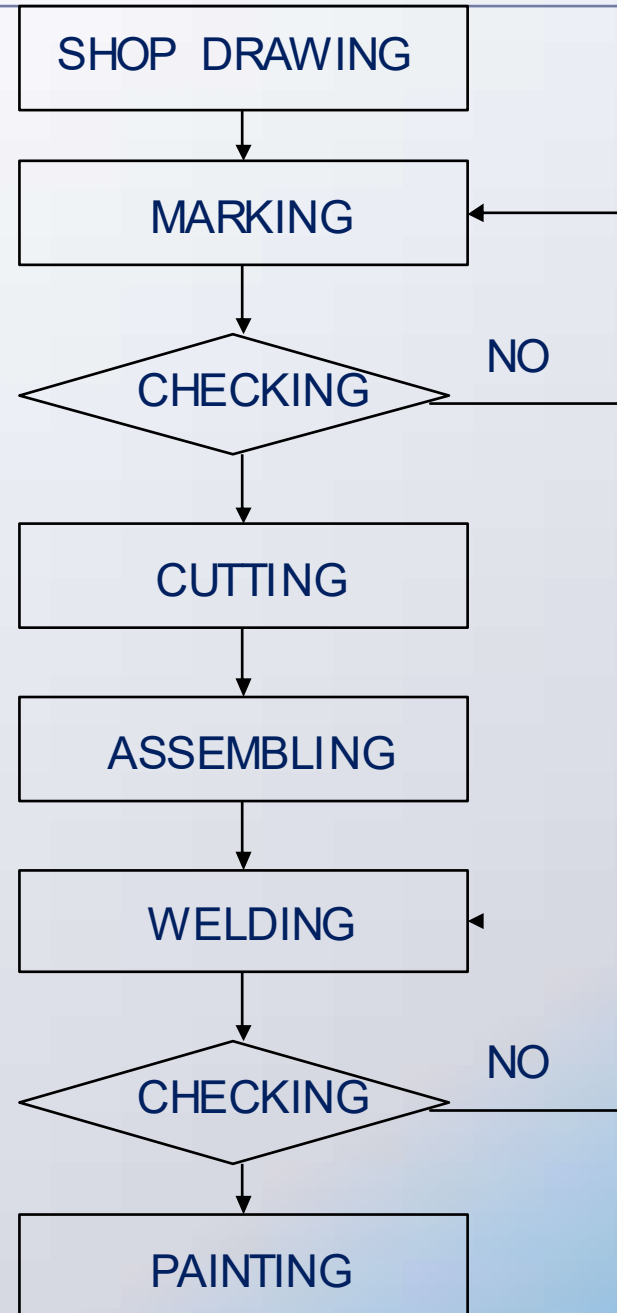 SHOP DRAWING
MARKING
NO
CHECKING
CUTTING
ASSEMBLING
WELDING
NO
CHECKING
PAINTING